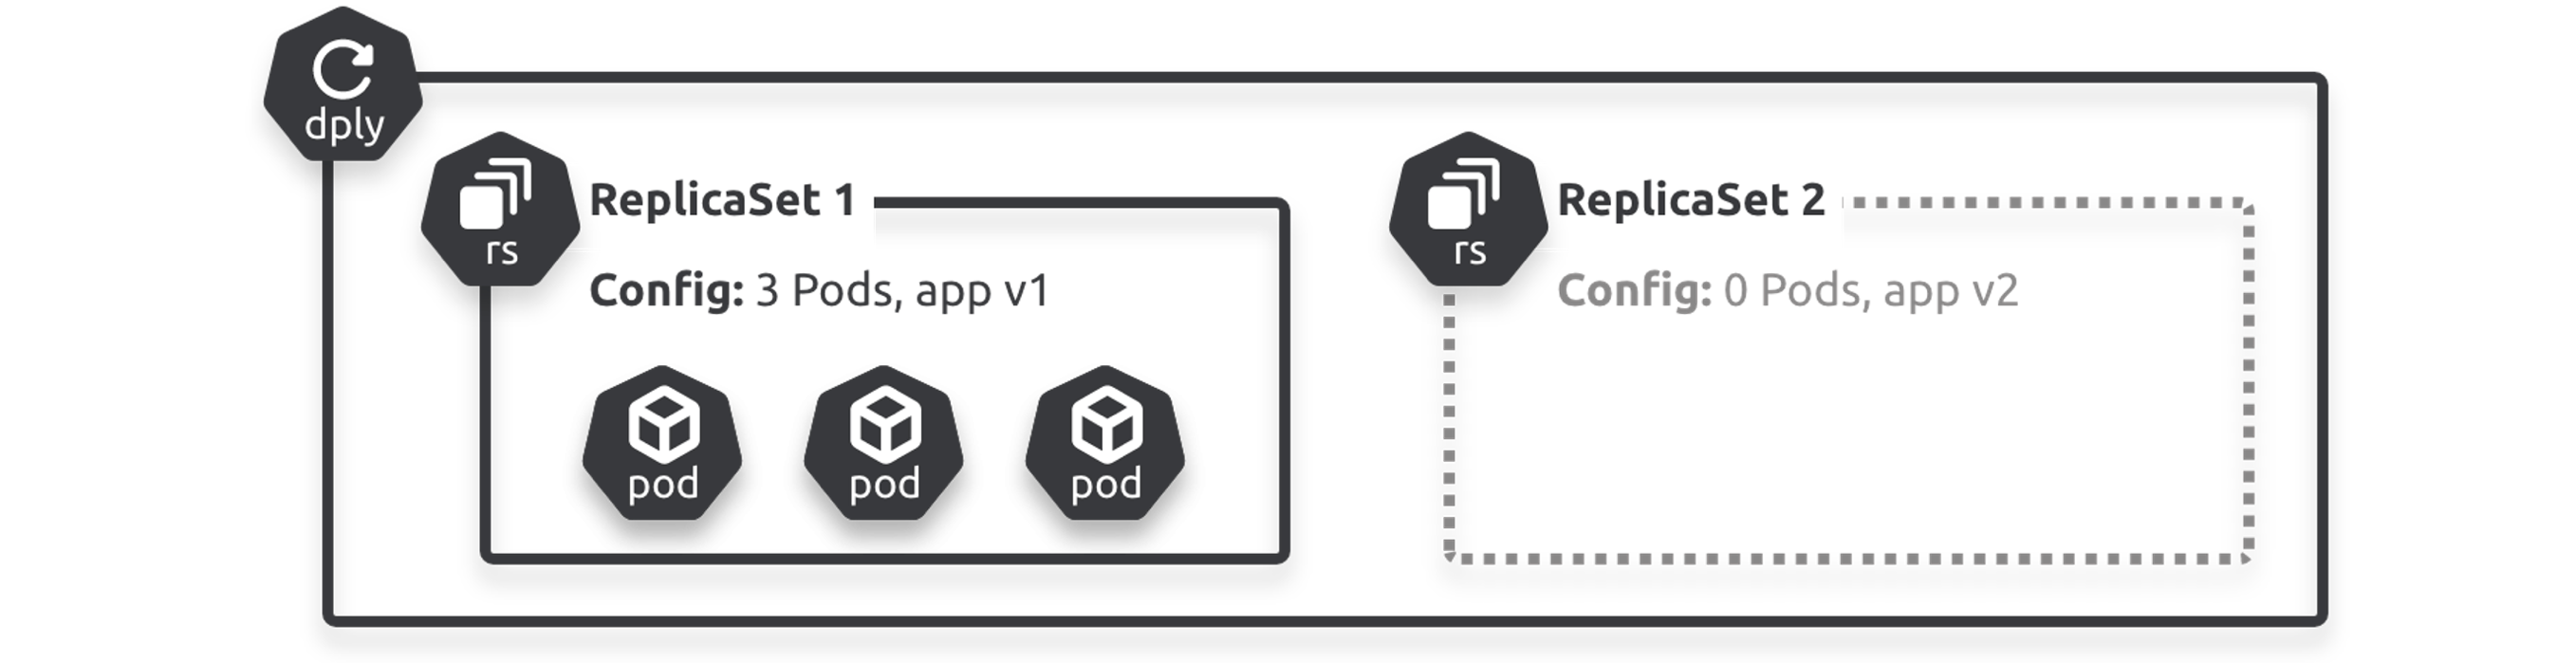 dply
rs
ReplicaSet 1
Config: 3 Pods, app v1
pod
pod
pod
rs
ReplicaSet 2
Config: 0 Pods, app v2